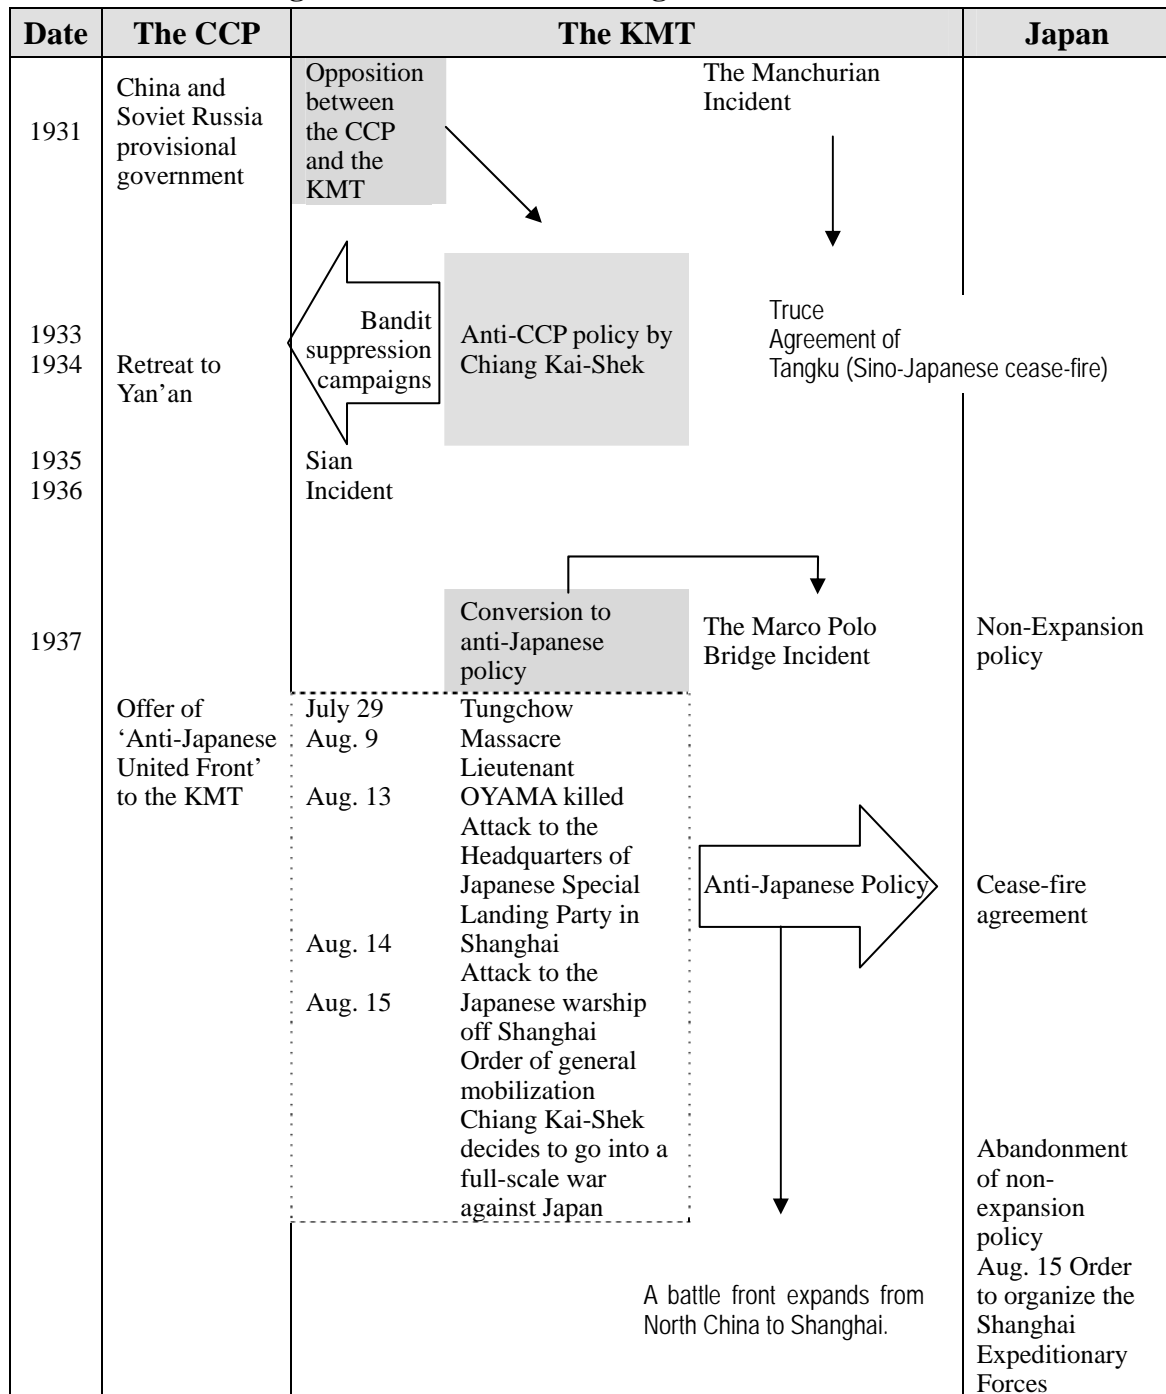 Date
The CCP
The KMT
Japan
1931
China and
Soviet Russia
provisional
government
Opposition
between
the CCP
and the
KMT
The Manchurian
Incident
1933
1934
Retreat to
Yan’an
Bandit
suppression
campaigns
Anti-CCP policy by
Chiang Kai-Shek
Truce
Agreement of
Tangku (Sino-Japanese cease-fire)
1935
1936
Sian
Incident
1937
Conversion to
anti-Japanese
policy
The Marco Polo
Bridge Incident
Non-Expansion
policy
Offer of
‘Anti-Japanese
United Front’
to the KMT
July 29
Aug. 9
Aug. 13
Aug. 14
Aug. 15
Tungchow
Massacre
Lieutenant
OYAMA killed
Attack to the
Headquarters of
Japanese Special
Landing Party in
Shanghai
Attack to the
Japanese warship
off Shanghai
Order of general
mobilization
Chiang Kai-Shek
decides to go into a
full-scale war
against Japan
Anti-Japanese Policy
Cease-fire
agreement
Abandonment
of non-
expansion
policy
Aug. 15 Order
to organize the
Shanghai
Expeditionary
Forces
A battle front expands from
North China to Shanghai.